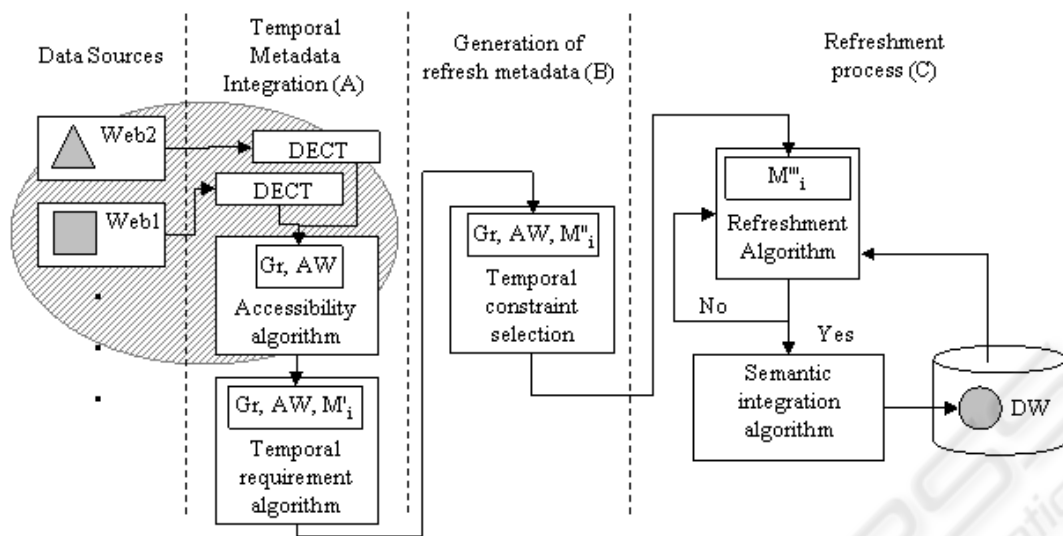 Data Sources
Temporal
Metadata
Integration (A)
Generation of
refresh metadata (B)
Refreshment
process (C)
Web2
Web1
DECT
DECT
Gr, AW
Accessibility
algorithm
Gr, AW, M'i
Temporal
requirement
algorithm
Gr, AW, M''i
Temporal
constraint
selection
M'''i
Refreshment
Algorithm
No
Yes
Semantic
integration
algorithm
DW